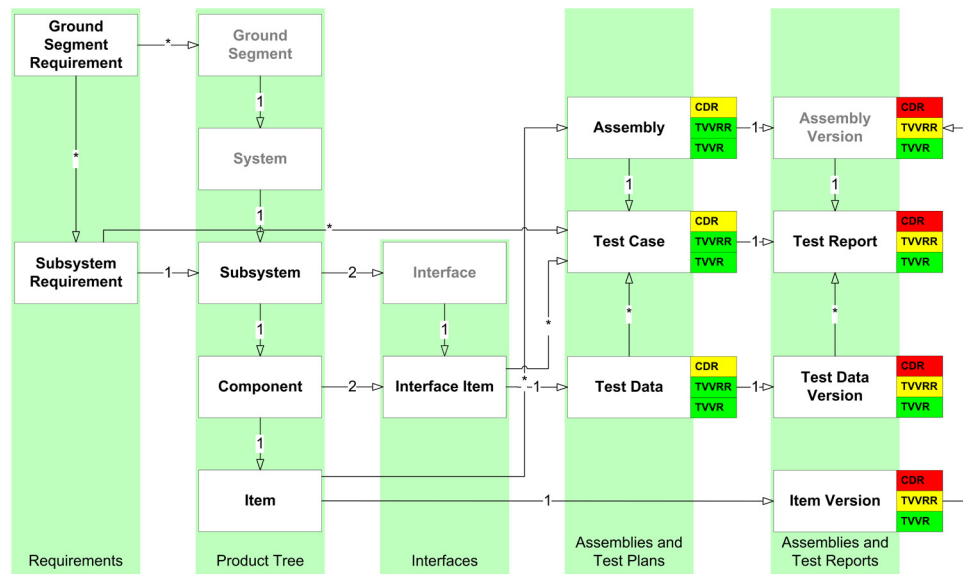 Ground
Segment
Requirement
*
Ground
Segment
1
*
System
1
Assembly
CDR
TVVRR
TVVR
1
Assembly
Version
CDR
TVVRR
TVVR
1
1
*
Subsystem
Requirement
1
Subsystem
2
Interface
Test Case
CDR
TVVRR
TVVR
1
Test Report
CDR
TVVRR
TVVR
1
1
*
*
*
Component
2
Interface Item
*
1
Test Data
CDR
TVVRR
TVVR
1
Test Data
Version
CDR
TVVRR
TVVR
1
Item
1
Item Version
CDR
TVVRR
TVVR
Requirements
Product Tree
Interfaces
Assemblies and
Test Plans
Assemblies and
Test Reports